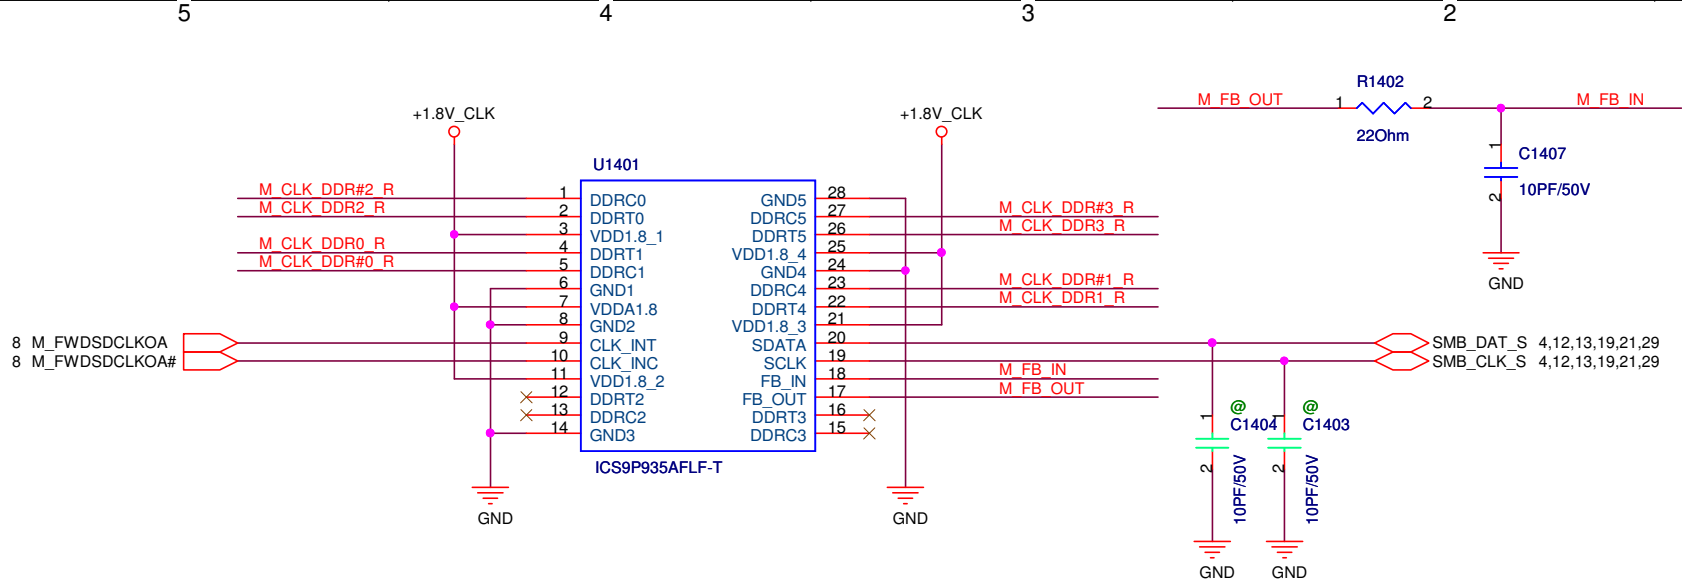 5 4 3 2
R1402
M_FB_OUT 1 2 M_FB_IN
22Ohm
1 C1407
10PF/50V
2
GND
+1.8V_CLK +1.8V_CLK
U1401
M_CLK_DDR#2_R 1 DDRC0 GND5 28
M_CLK_DDR2_R 2 DDRT0 DDRC5 27 M_CLK_DDR#3_R
3 VDD1.8_1 DDRT5 26 M_CLK_DDR3_R
M_CLK_DDR0_R 4 DDRT1 VDD1.8_4 25
M_CLK_DDR#0_R 5 DDRC1 GND4 24
6 GND1 DDRC4 23 M_CLK_DDR#1_R
7 VDDA1.8 DDRT4 22 M_CLK_DDR1_R
8 GND2 VDD1.8_3 21
8 M_FWDSDCLKOA 9 CLK_INT SDATA 20 SMB_DAT_S 4,12,13,19,21,29
8 M_FWDSDCLKOA# 10 CLK_INC SCLK 19 SMB_CLK_S 4,12,13,19,21,29
11 VDD1.8_2 FB_IN 18 M_FB_IN
12 DDRT2 FB_OUT 17 M_FB_OUT
13 DDRC2 DDRT3 16
14 GND3 DDRC3 15
ICS9P935AFLF-T
GND GND
@ @
1 C1404 1 C1403
2 10PF/50V 2 10PF/50V
GND GND